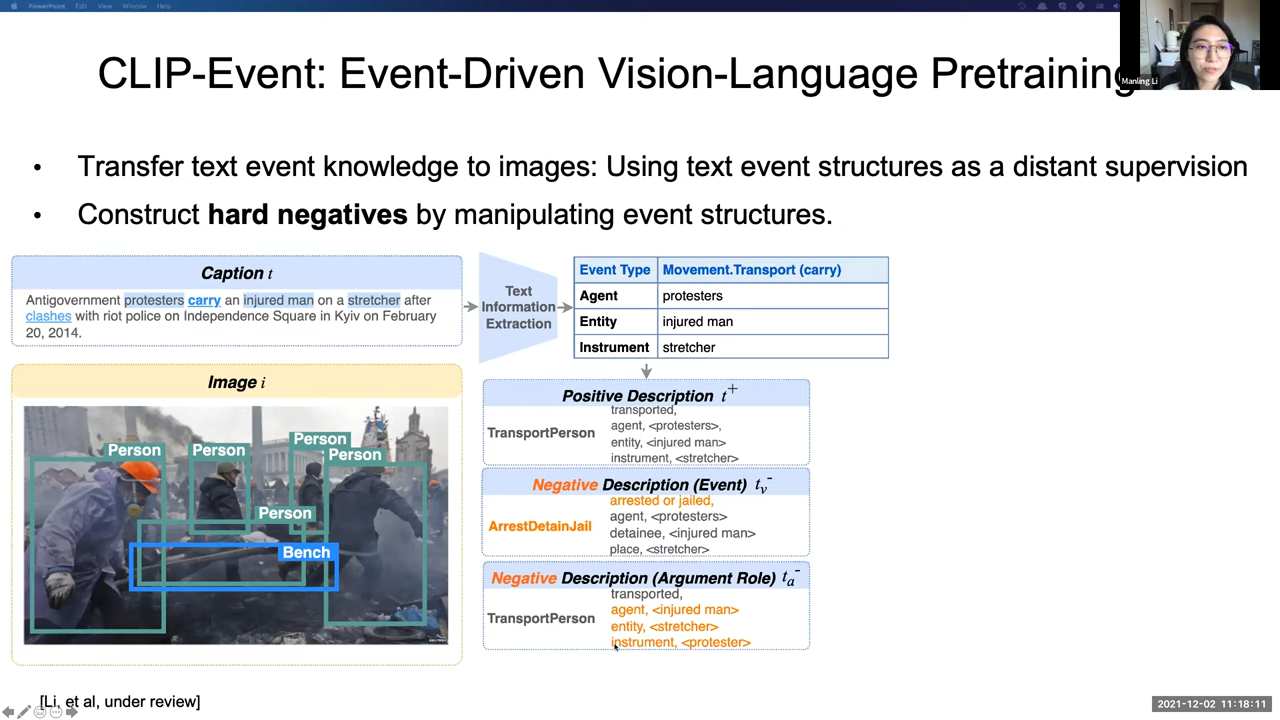 PowerPoint Edit View Window Help
CLIP-Event: Event-Driven Vision-Language Pretraining
Manling Li
• Transfer text event knowledge to images: Using text event structures as a distant supervision
• Construct hard negatives by manipulating event structures.
Caption t
Antigovernment protesters carry an injured man on a stretcher after
clashes with riot police on Independence Square in Kyiv on February
20, 2014.
Text
Information
Extraction
Event Type Movement.Transport (carry)
Agent protesters
Entity injured man
Instrument stretcher
Image i
Person
Person
Person
Person
Person
Bench
Positive Description t+
TransportPerson
transported,
agent, <protesters>,
entity, <injured man>
instrument, <stretcher>
Negative Description (Event) tv-
ArrestDetainJail
arrested or jailed,
agent, <protesters>
detainee, <injured man>
place, <stretcher>
Negative Description (Argument Role) ta-
TransportPerson
transported,
agent, <injured man>
entity, <stretcher>
instrument, <protester>
[Li, et al, under review]
2021-12-02 11:18:11